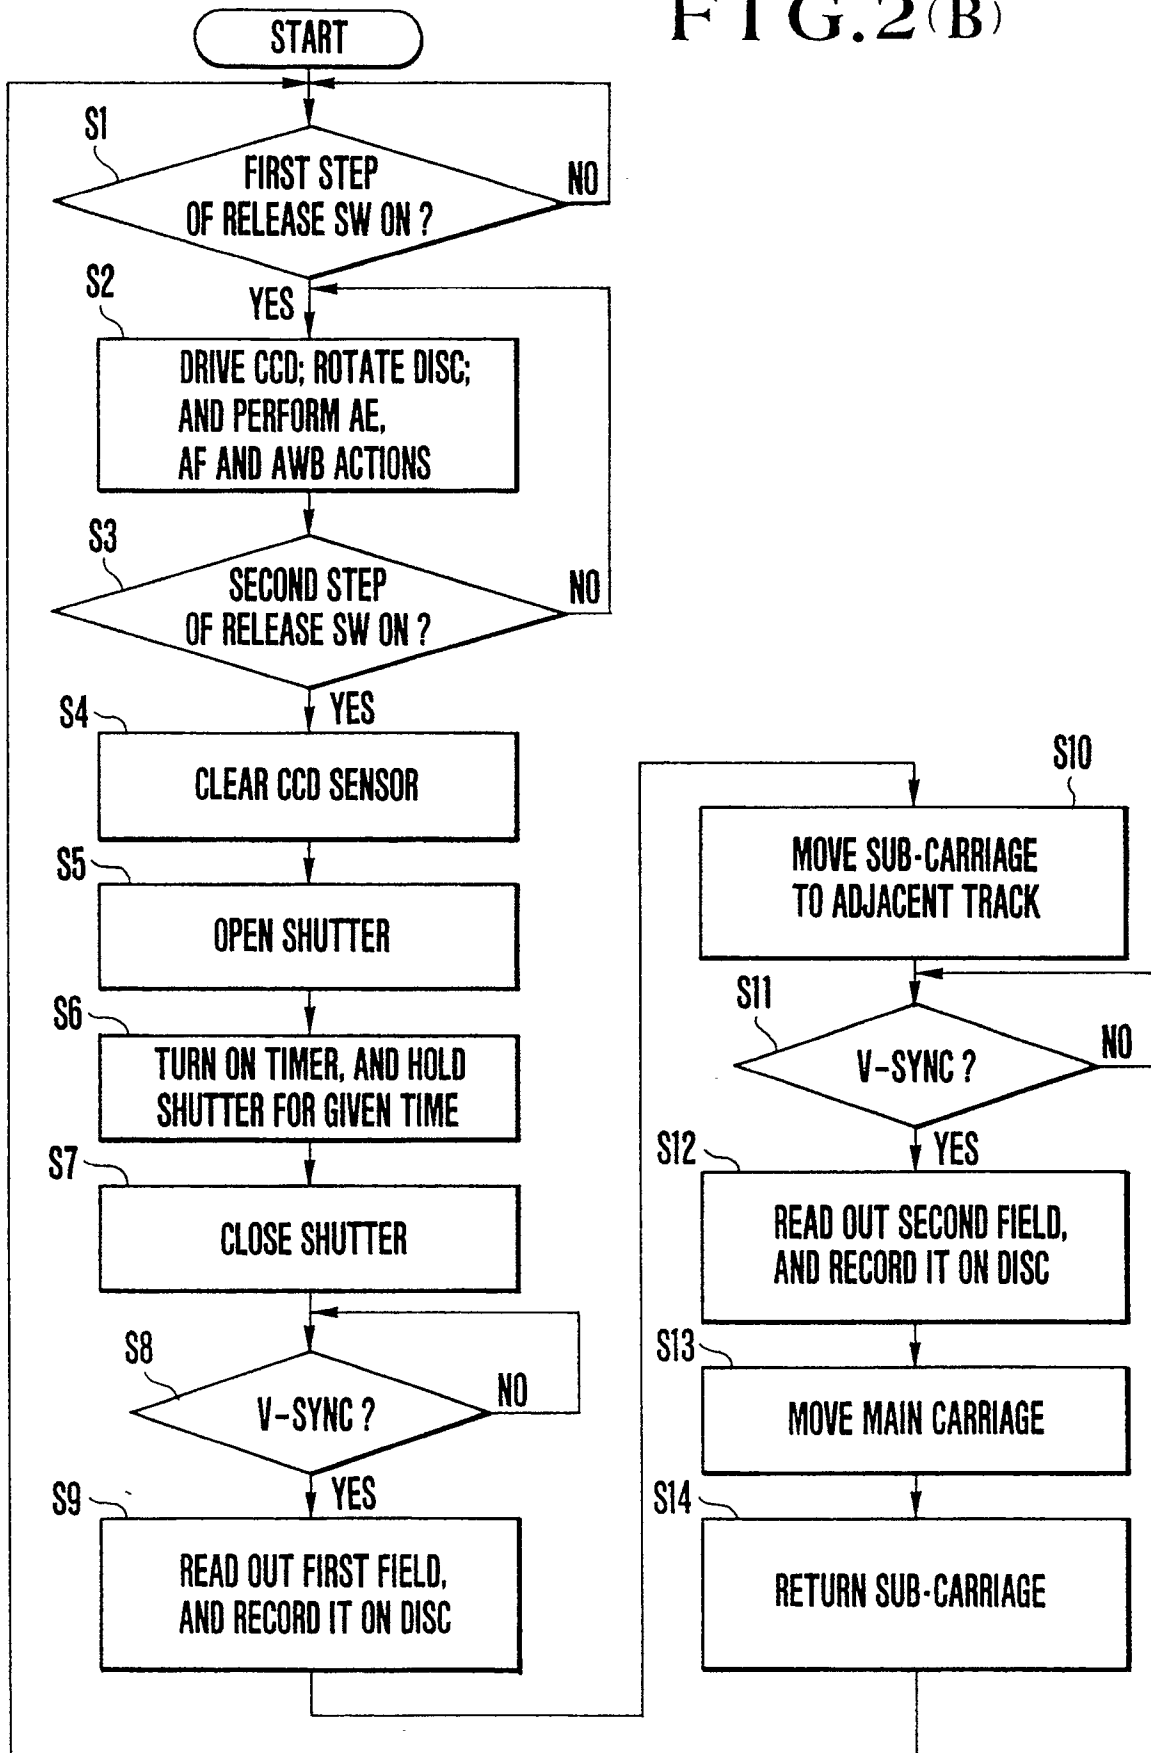 FIG.2(B)
START
S1
FIRST STEP
OF RELEASE SW ON ?
NO
YES
S2
DRIVE CCD; ROTATE DISC;
AND PERFORM AE,
AF AND AWB ACTIONS
S3
SECOND STEP
OF RELEASE SW ON ?
NO
YES
S4
CLEAR CCD SENSOR
S5
OPEN SHUTTER
S6
TURN ON TIMER, AND HOLD
SHUTTER FOR GIVEN TIME
S7
CLOSE SHUTTER
S8
V-SYNC ?
NO
YES
S9
READ OUT FIRST FIELD,
AND RECORD IT ON DISC
S10
MOVE SUB-CARRIAGE
TO ADJACENT TRACK
S11
V-SYNC ?
NO
YES
S12
READ OUT SECOND FIELD,
AND RECORD IT ON DISC
S13
MOVE MAIN CARRIAGE
S14
RETURN SUB-CARRIAGE